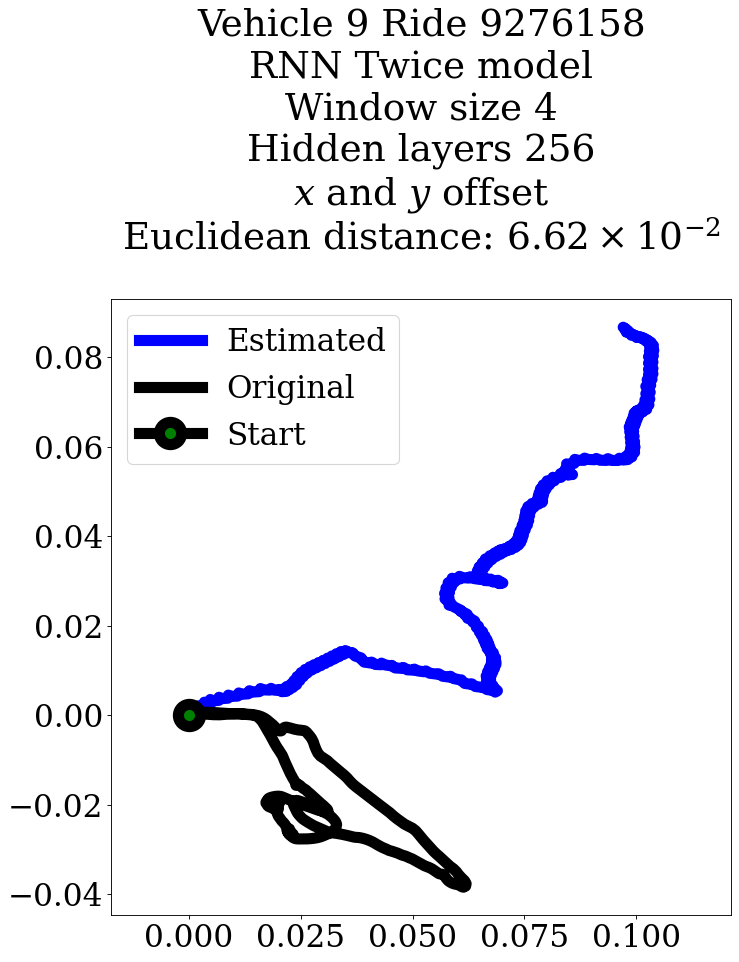 Vehicle 9 Ride 9276158
RNN Twice model
Window size 4
Hidden layers 256
x and y offset
Euclidean distance: 6.62 × 10⁻²
Estimated
Original
Start
0.08
0.06
0.04
0.02
0.00
−0.02
−0.04
0.000 0.025 0.050 0.075 0.100